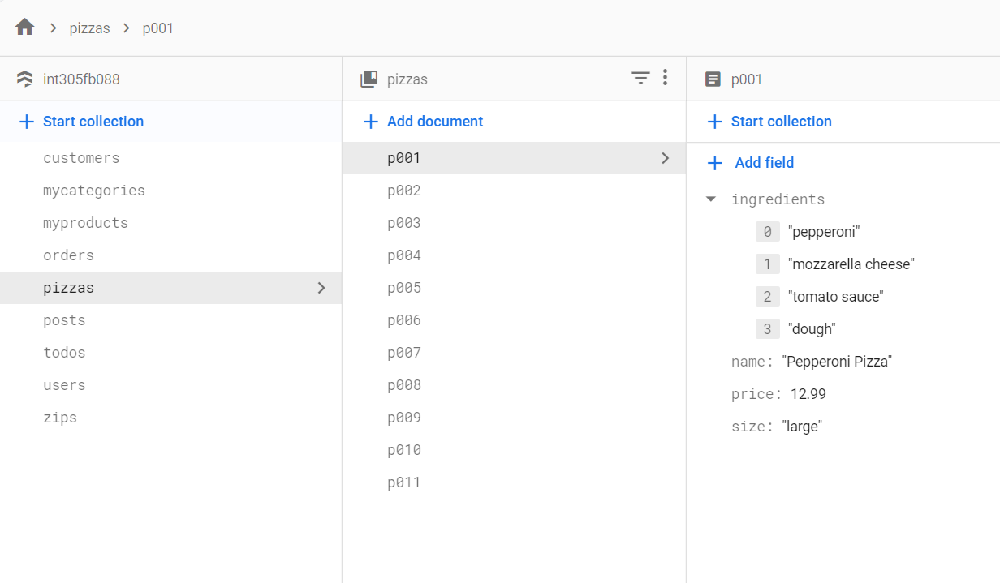 pizzas > p001
int305fb088
Start collection
customers
mycategories
myproducts
orders
pizzas
posts
todos
users
zips
pizzas
Add document
p001
p002
p003
p004
p005
p006
p007
p008
p009
p010
p011
p001
Start collection
Add field
ingredients
0 "pepperoni"
1 "mozzarella cheese"
2 "tomato sauce"
3 "dough"
name: "Pepperoni Pizza"
price: 12.99
size: "large"